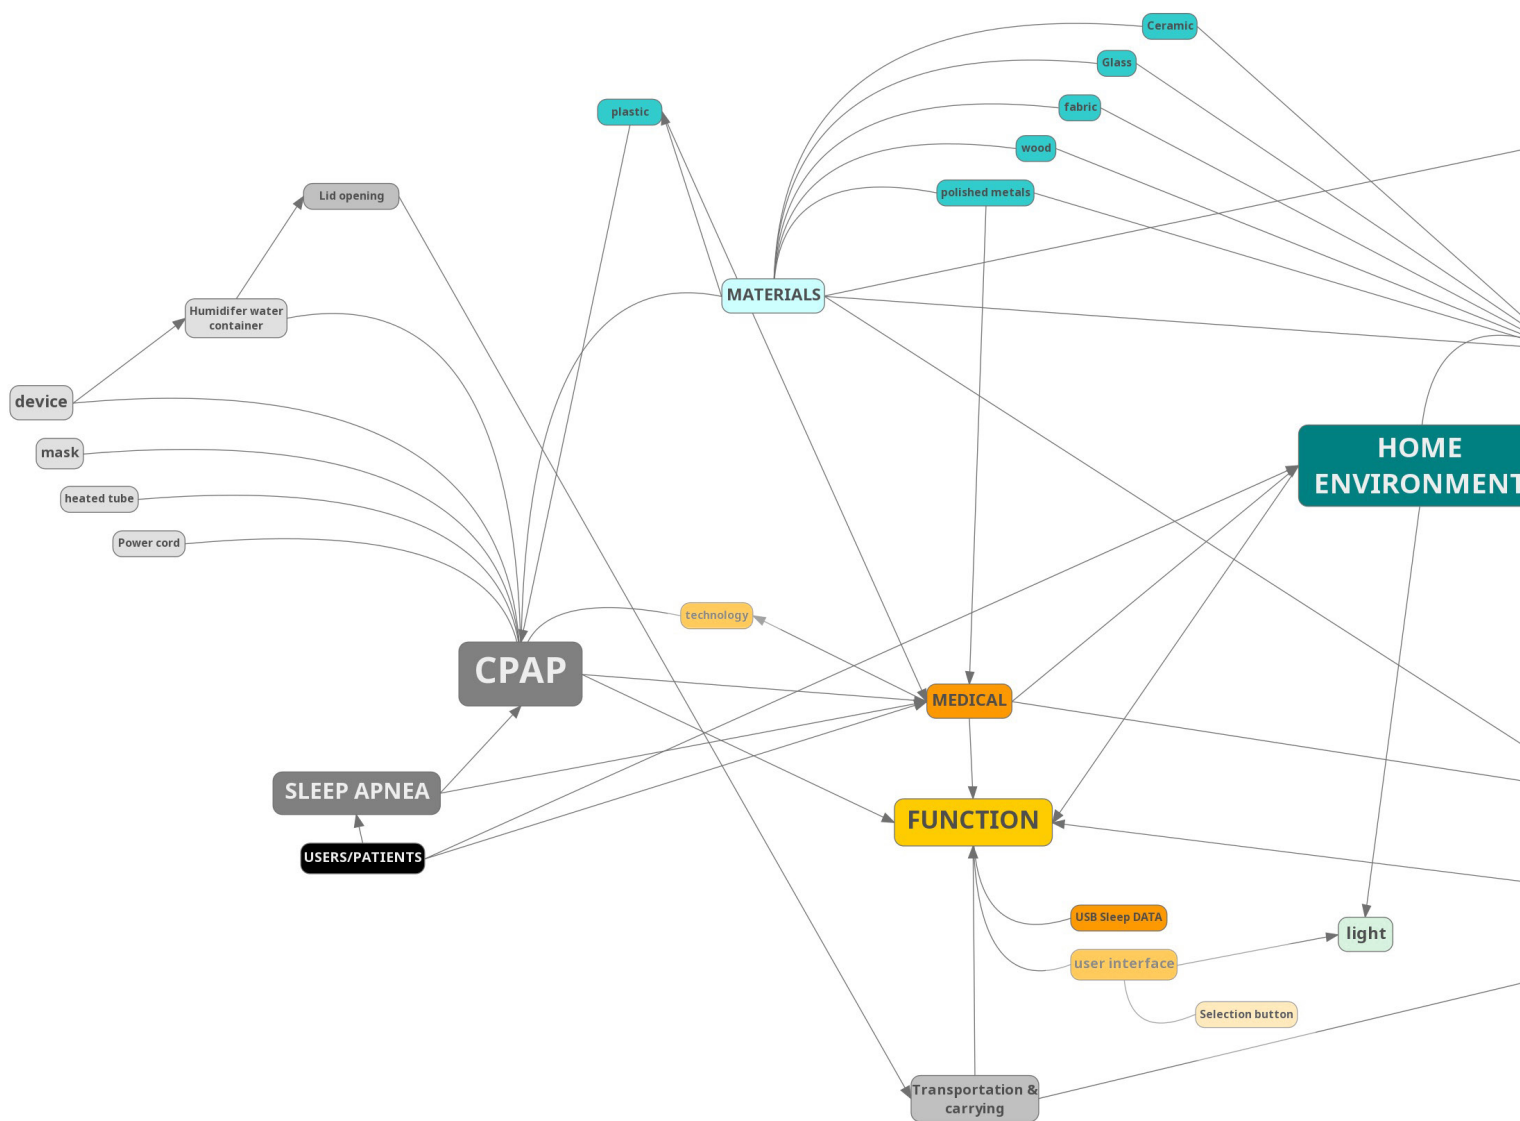 Ceramic
Glass
plastic
fabric
wood
Lid opening
polished metals
MATERIALS
Humidifer water
container
device
mask
HOME
ENVIRONMENT
heated tube
Power cord
technology
CPAP
MEDICAL
SLEEP APNEA
FUNCTION
USERS/PATIENTS
USB Sleep DATA
light
user interface
Selection button
Transportation &
carrying